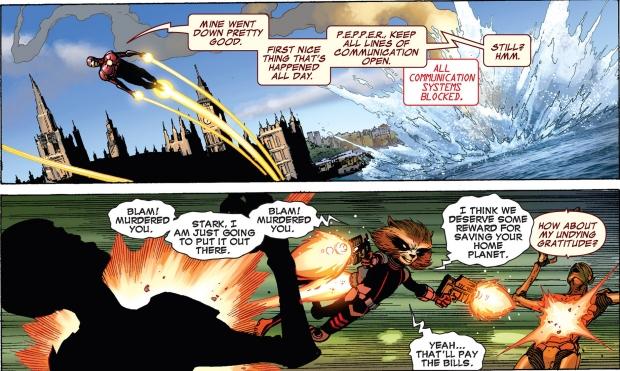 MINE WENT
DOWN PRETTY
GOOD.
FIRST NICE
THING THAT'S
HAPPENED
ALL DAY.
P.E.P.P.E.R., KEEP
ALL LINES OF
COMMUNICATION
OPEN.
ALL
COMMUNICATION
SYSTEMS
BLOCKED.
STILL?
HMM.
BLAM!
MURDERED
YOU.
STARK, I
AM JUST GOING
TO PUT IT OUT
THERE.
BLAM!
MURDERED
YOU.
I THINK WE
DESERVE SOME
REWARD FOR
SAVING YOUR
HOME
PLANET.
HOW ABOUT
MY UNDYING
GRATITUDE?
YEAH...
THAT'LL PAY
THE BILLS.